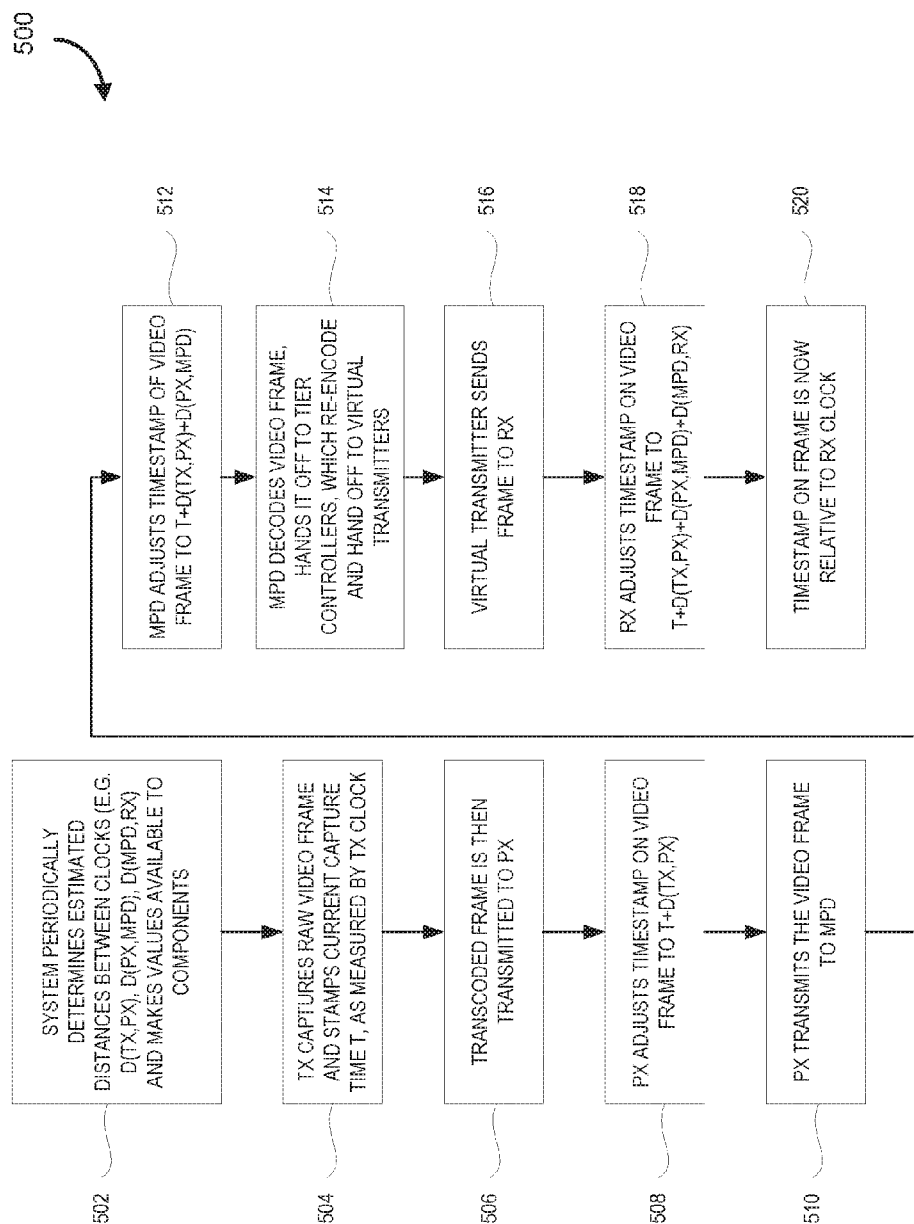 500
502
SYSTEM PERIODICALLY
DETERMINES ESTIMATED
DISTANCES BETWEEN CLOCKS (E.G.
D(TX,PX), D(PX,MPD), D(MPD,RX)
AND MAKES VALUES AVAILABLE TO
COMPONENTS
504
TX CAPTURES RAW VIDEO FRAME
AND STAMPS CURRENT CAPTURE
TIME T, AS MEASURED BY TX CLOCK
506
TRANSCODED FRAME IS THEN
TRANSMITTED TO PX
508
PX ADJUSTS TIMESTAMP ON VIDEO
FRAME TO T+D(TX,PX)
510
PX TRANSMITS THE VIDEO FRAME
TO MPD
512
MPD ADJUSTS TIMESTAMP OF VIDEO
FRAME TO T+D(TX,PX)+D(PX,MPD)
514
MPD DECODES VIDEO FRAME,
HANDS IT OFF TO TIER
CONTROLLERS, WHICH RE-ENCODE
AND HAND OFF TO VIRTUAL
TRANSMITTERS
516
VIRTUAL TRANSMITTER SENDS
FRAME TO RX
518
RX ADJUSTS TIMESTAMP ON VIDEO
FRAME TO
T+D(TX,PX)+D(PX,MPD)+D(MPD,RX)
520
TIMESTAMP ON FRAME IS NOW
RELATIVE TO RX CLOCK